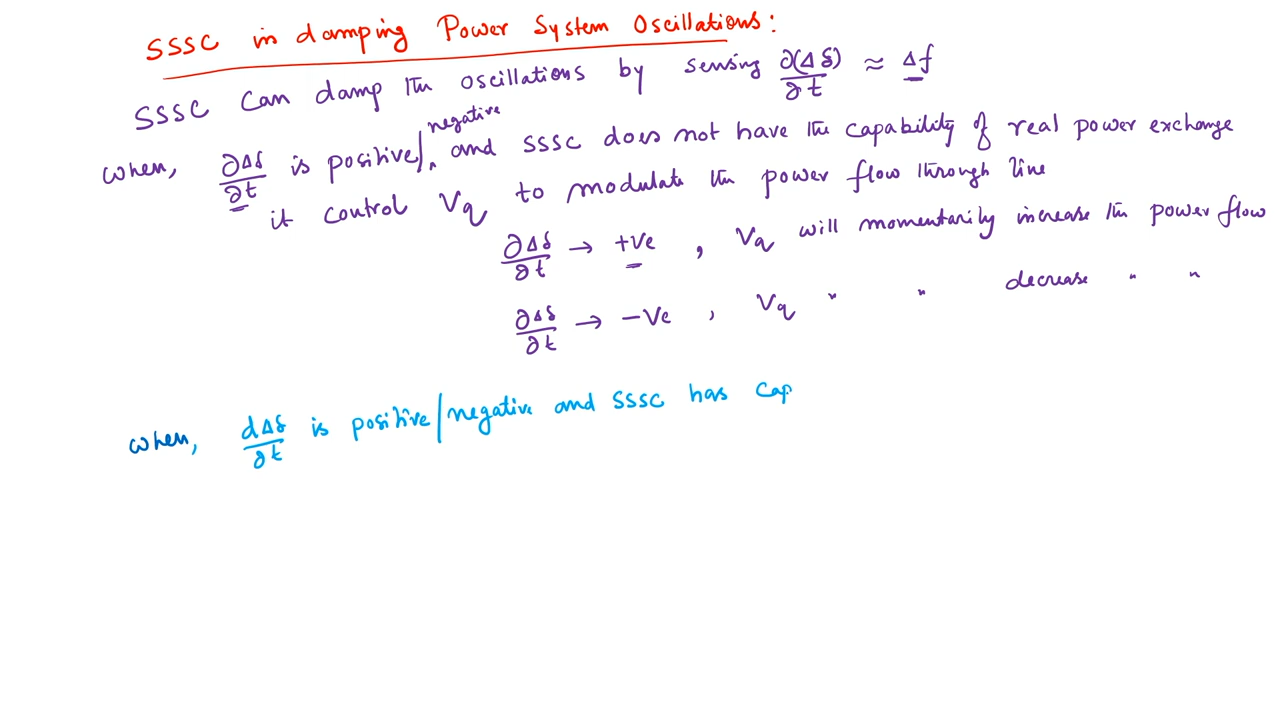 SSSC in damping Power System Oscillations:
SSSC Can damp the oscillations by sensing ∂(Δδ)/∂t ≈ Δf
when, ∂Δδ/∂t is positive/negative and SSSC does not have the capability of real power exchange
it control Vq to modulate the power flow through line
∂Δδ/∂t → +Ve , Vq will momentarily increase the power flow
∂Δδ/∂t → -Ve , Vq " " decrease " "
when, d Δδ/∂t is positive/negative and SSSC has Cap